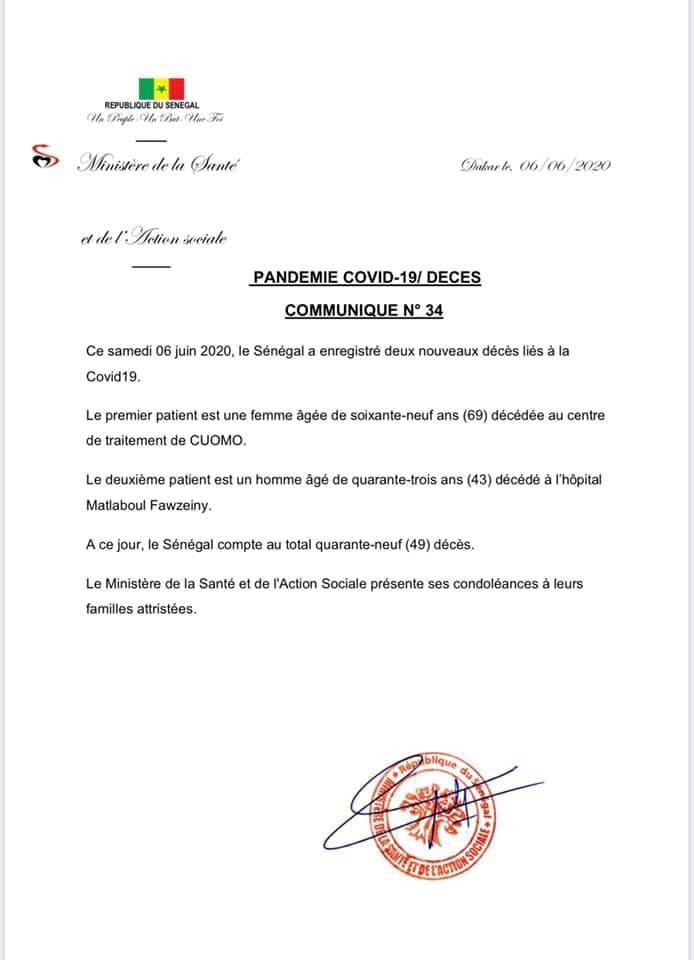 REPUBLIQUE DU SENEGAL
Un Peuple - Un But - Une Foi
Ministère de la Santé
Dakar le, 06/06/2020
et de l'Action sociale
PANDEMIE COVID-19/ DECES
COMMUNIQUE N° 34
Ce samedi 06 juin 2020, le Sénégal a enregistré deux nouveaux décès liés à la
Covid19.
Le premier patient est une femme âgée de soixante-neuf ans (69) décédée au centre
de traitement de CUOMO.
Le deuxième patient est un homme âgé de quarante-trois ans (43) décédé à l'hôpital
Matlaboul Fawzeiny.
A ce jour, le Sénégal compte au total quarante-neuf (49) décès.
Le Ministère de la Santé et de l'Action Sociale présente ses condoléances à leurs
familles attristées.
République du Sénégal
MINISTERE DE LA SANTE ET DE L'ACTION SOCIALE